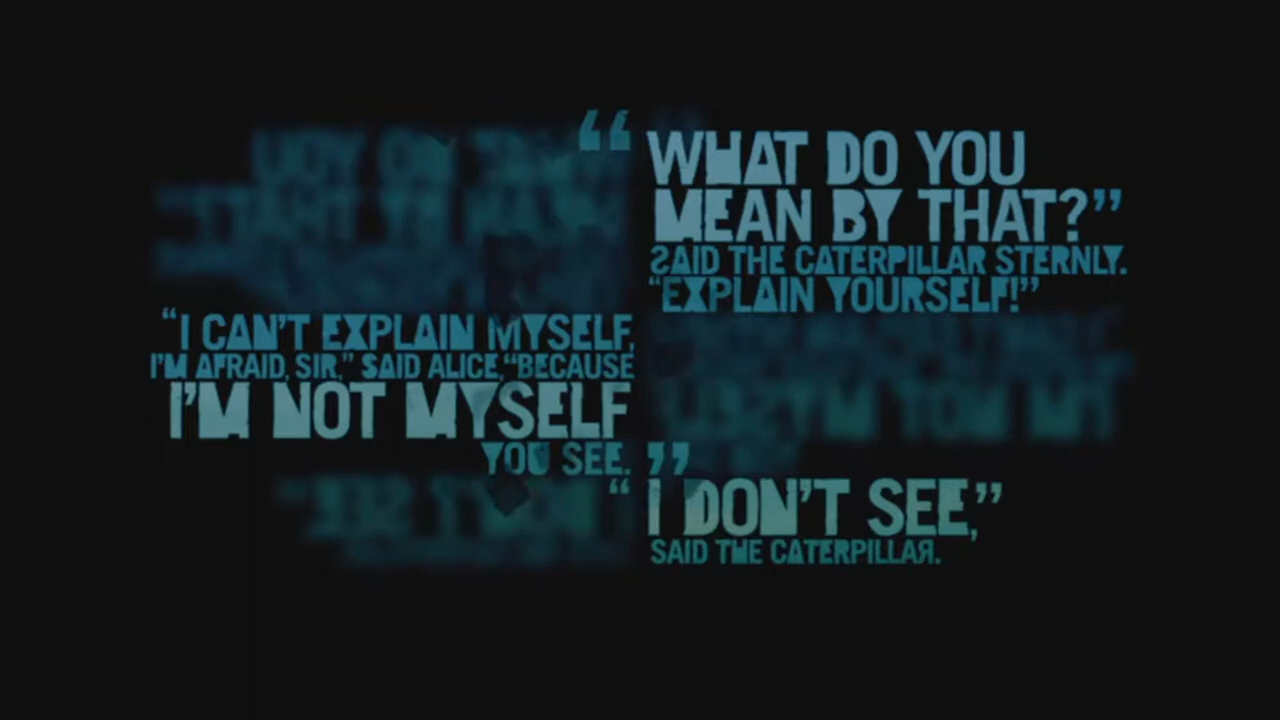 “WHAT DO YOU
MEAN BY THAT?”
SAID THE CATERPILLAR STERNLY.
“EXPLAIN YOURSELF!”
“I CAN’T EXPLAIN MYSELF,
I’M AFRAID, SIR,” SAID ALICE, “BECAUSE
I’M NOT MYSELF
YOU SEE.”
“I DON’T SEE,”
SAID THE CATERPILLAR.